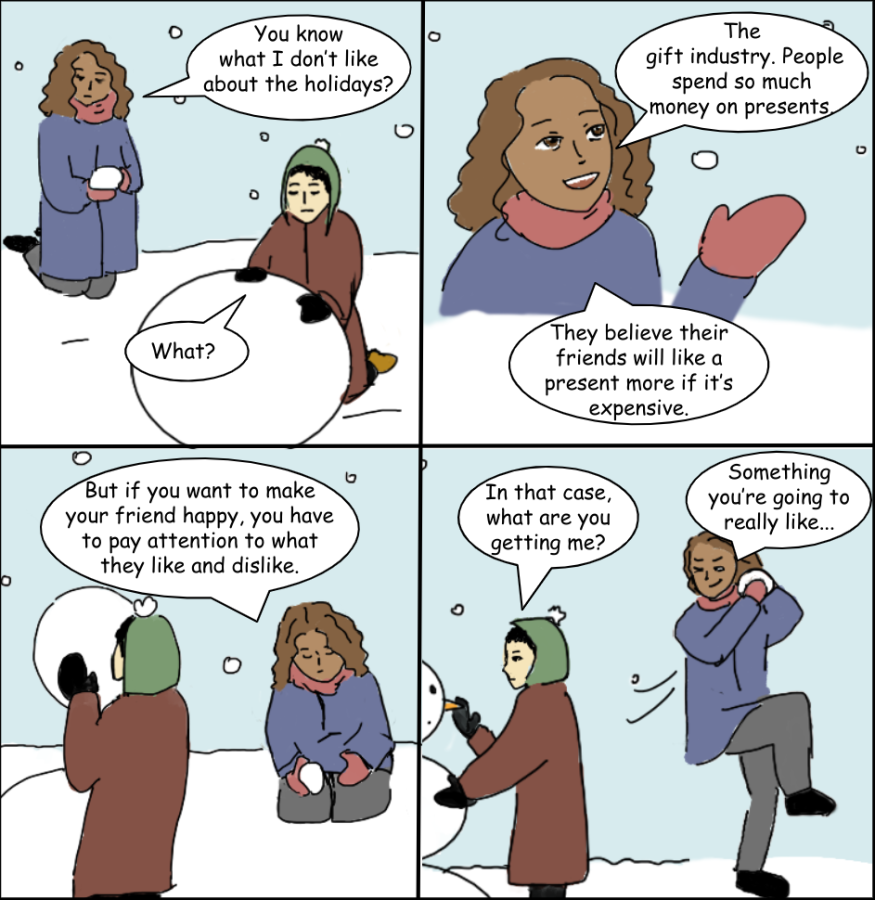 You know
what I don't like
about the holidays?
What?
The
gift industry. People
spend so much
money on presents.
They believe their
friends will like a
present more if it's
expensive.
But if you want to make
your friend happy, you have
to pay attention to what
they like and dislike.
In that case,
what are you
getting me?
Something
you're going to
really like...